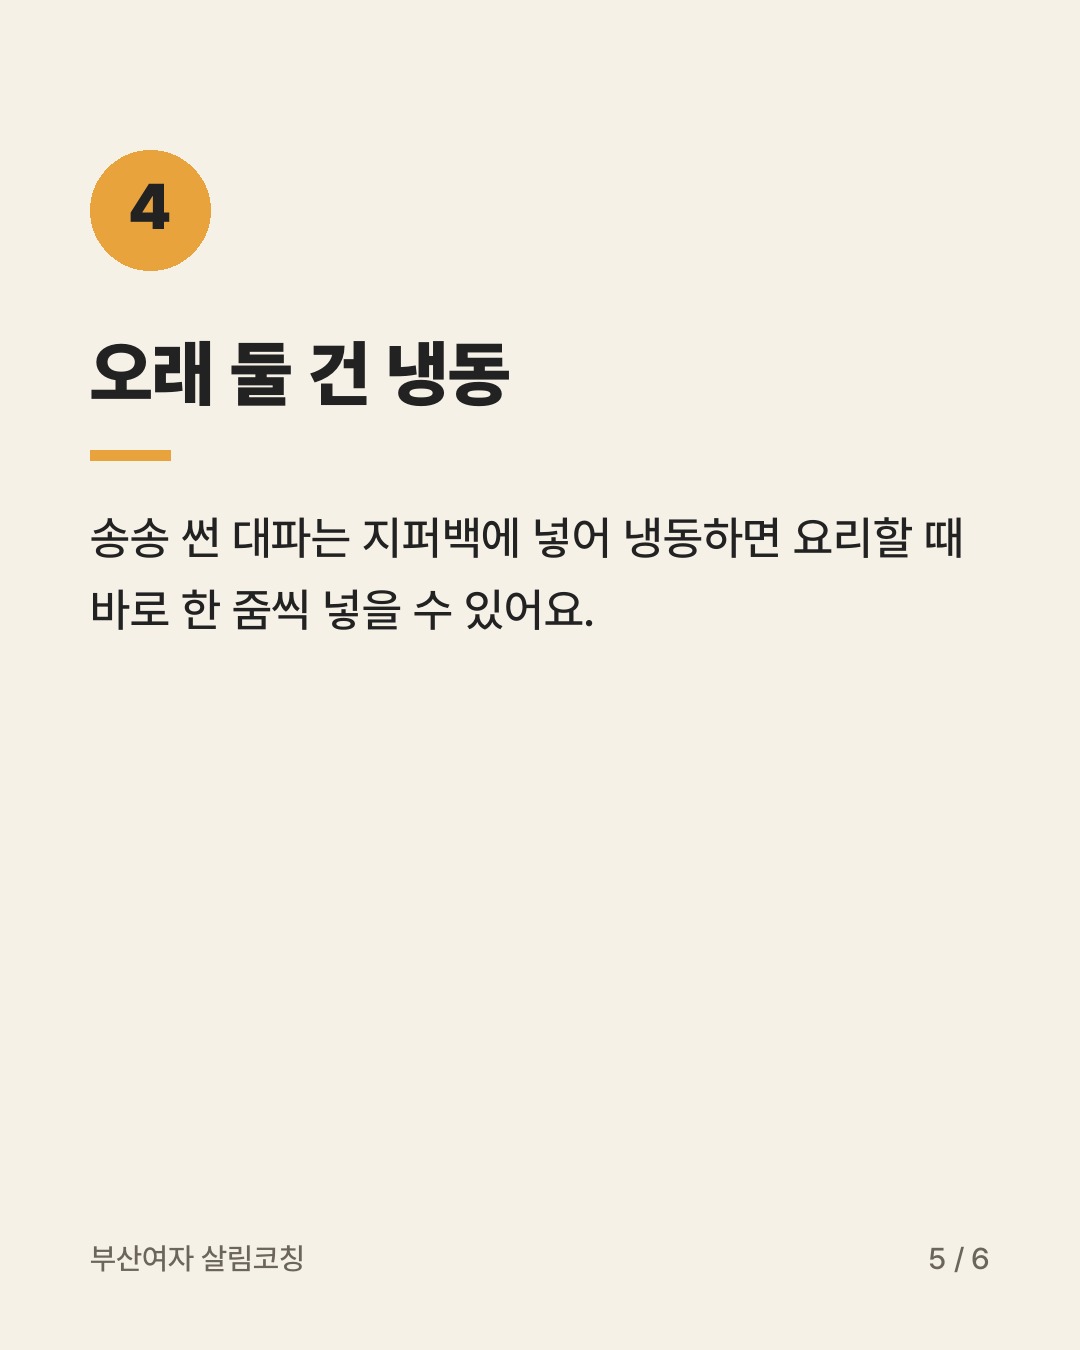 4
오래 둘 건 냉동
송송 썬 대파는 지퍼백에 넣어 냉동하면 요리할 때
바로 한 줌씩 넣을 수 있어요.
부산여자 살림코칭
5 / 6